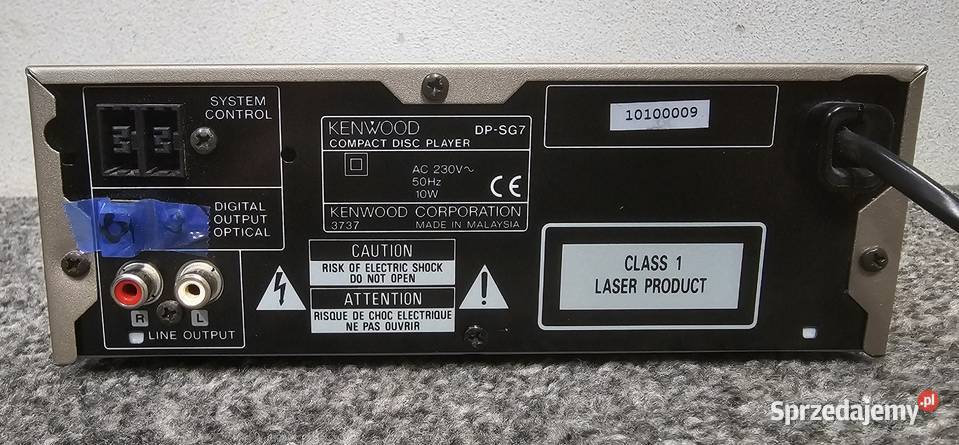 SYSTEM
CONTROL
DIGITAL
OUTPUT
OPTICAL
R
L
LINE OUTPUT
KENWOOD DP-SG7
COMPACT DISC PLAYER
AC 230V~
50Hz
10W
CE
KENWOOD CORPORATION
3737 MADE IN MALAYSIA
CAUTION
RISK OF ELECTRIC SHOCK
DO NOT OPEN
ATTENTION
RISQUE DE CHOC ELECTRIQUE
NE PAS OUVRIR
10100009
CLASS 1
LASER PRODUCT
Sprzedajemy.pl